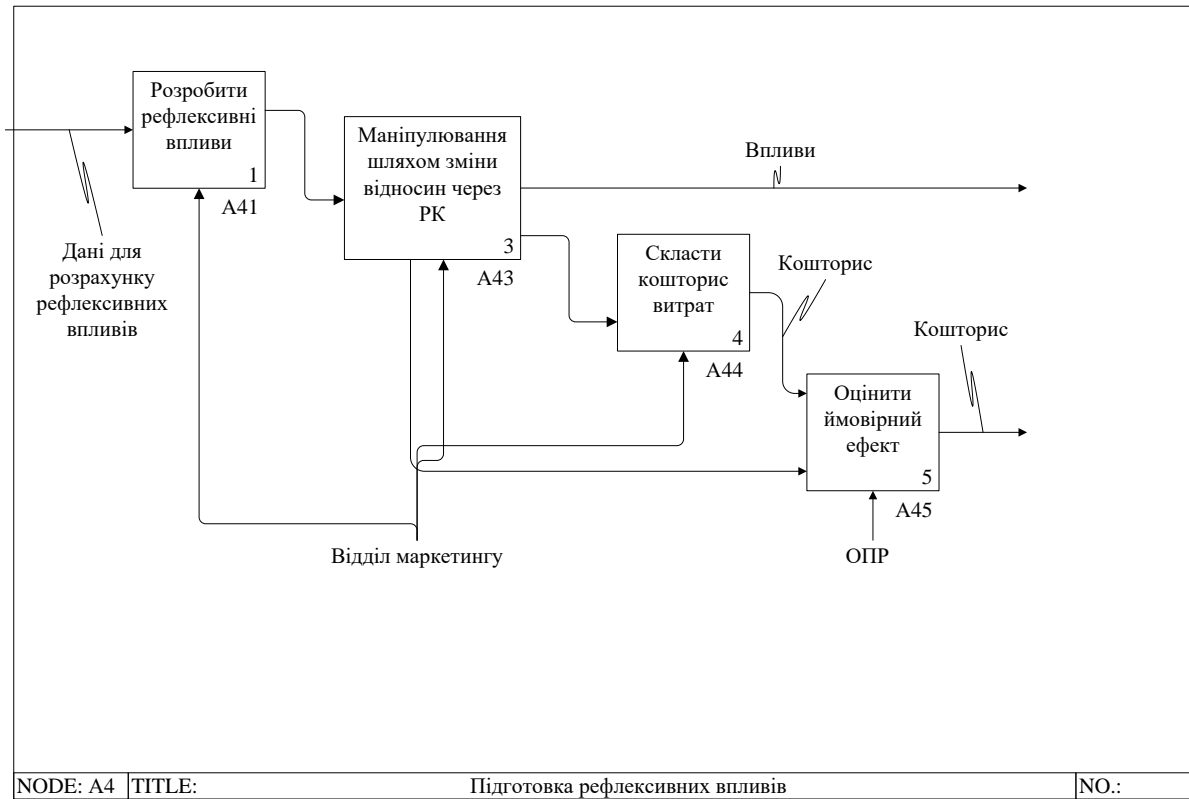 Розробити
рефлексивні
впливи
1
A41
Дані для
розрахунку
рефлексивних
впливів
Маніпулювання
шляхом зміни
відносин через
РК
3
A43
Впливи
Скласти
кошторис
витрат
4
A44
Кошторис
Оцінити
ймовірний
ефект
5
A45
Кошторис
Відділ маркетингу
ОПР
NODE: A4 TITLE: Підготовка рефлексивних впливів NO.: